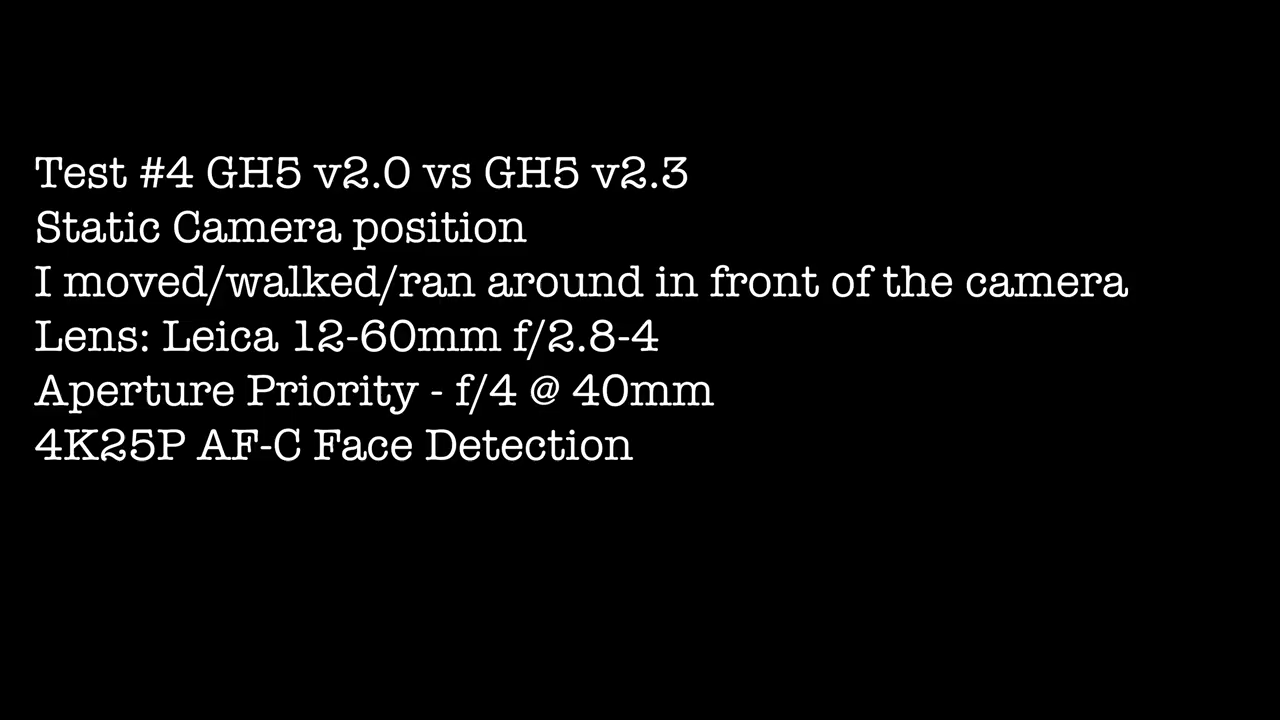 Test #4 GH5 v2.0 vs GH5 v2.3
Static Camera position
I moved/walked/ran around in front of the camera
Lens: Leica 12-60mm f/2.8-4
Aperture Priority - f/4 @ 40mm
4K25P AF-C Face Detection